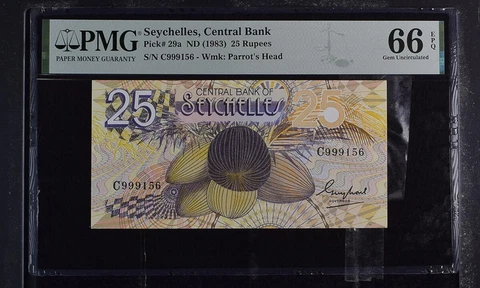 PMG
PAPER MONEY GUARANTY
Seychelles, Central Bank
Pick# 29a ND (1983) 25 Rupees
S/N C999156 - Wmk: Parrot's Head
66 EPQ
Gem Uncirculated
CENTRAL BANK OF
25 SEYCHELLES 25
C999156
C999156
GOVERNOR